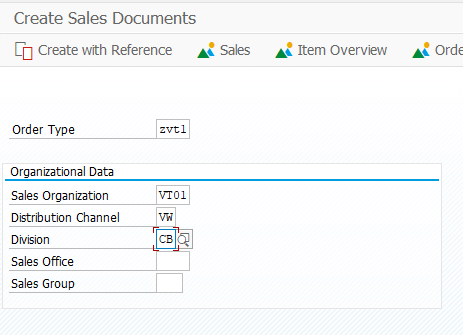 Create Sales Documents
Create with Reference Sales Item Overview Orde
Order Type zvt1
Organizational Data
Sales Organization VT01
Distribution Channel VW
Division CB
Sales Office
Sales Group